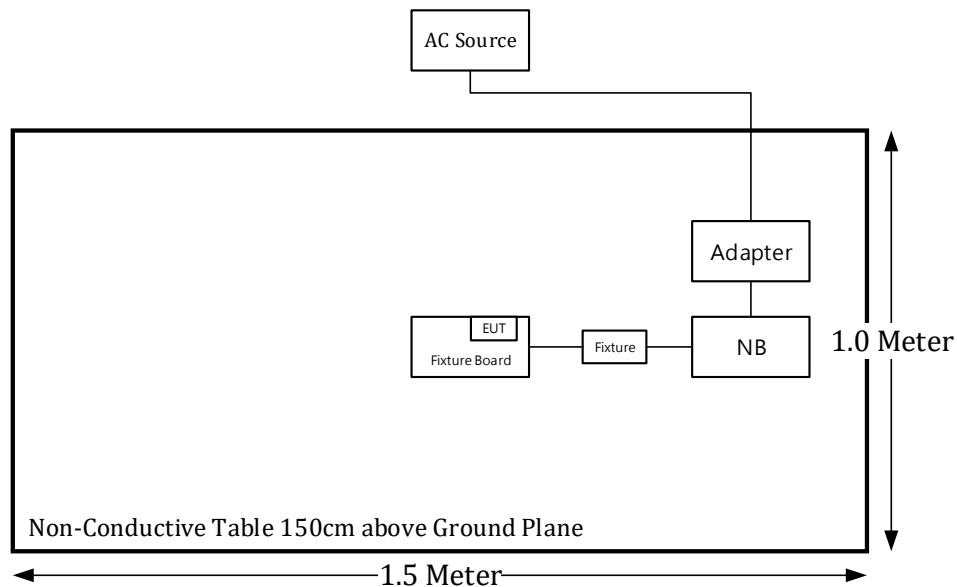 AC Source
Adapter
EUT
Fixture Board
Fixture
NB
1.0 Meter
Non-Conductive Table 150cm above Ground Plane
1.5 Meter